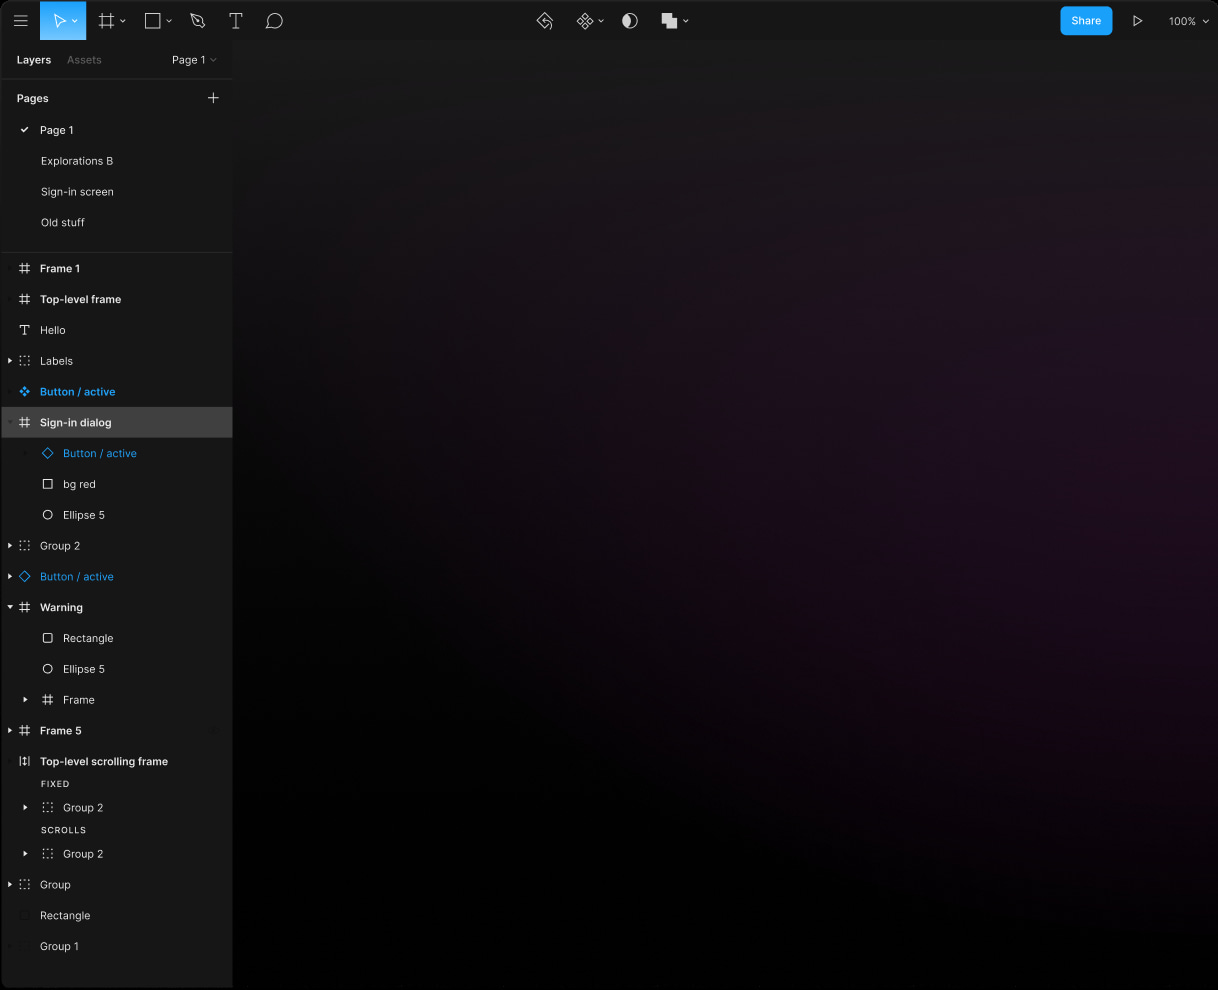 Share
100%
Layers Assets Page 1
Pages
Page 1
Explorations B
Sign-in screen
Old stuff
Frame 1
Top-level frame
Hello
Labels
Button / active
Sign-in dialog
Button / active
bg red
Ellipse 5
Group 2
Button / active
Warning
Rectangle
Ellipse 5
Frame
Frame 5
Top-level scrolling frame
FIXED
Group 2
SCROLLS
Group 2
Group
Rectangle
Group 1